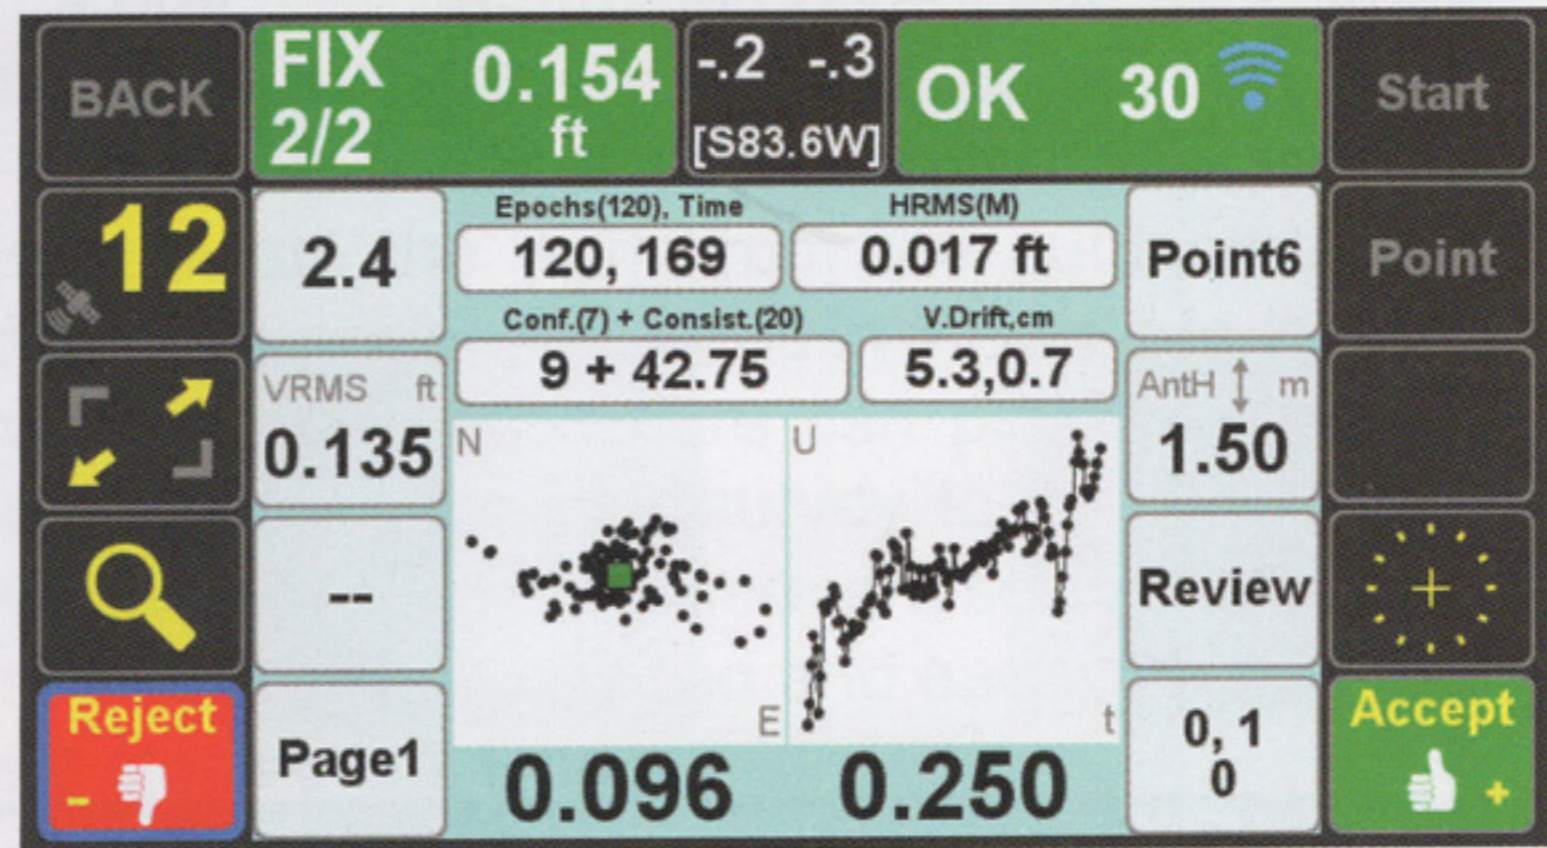 BACK
FIX 0.154
2/2 ft
-.2 -.3
[S83.6W]
OK 30
Start
12
2.4
Epochs(120), Time
120, 169
HRMS(M)
0.017 ft
Point6
Point
Conf.(7) + Consist.(20)
9 + 42.75
V.Drift,cm
5.3,0.7
VRMS ft
0.135
AntH m
1.50
N
E
U
t
--
Review
Reject
-
Page1
0.096
0.250
0, 1
0
Accept
+